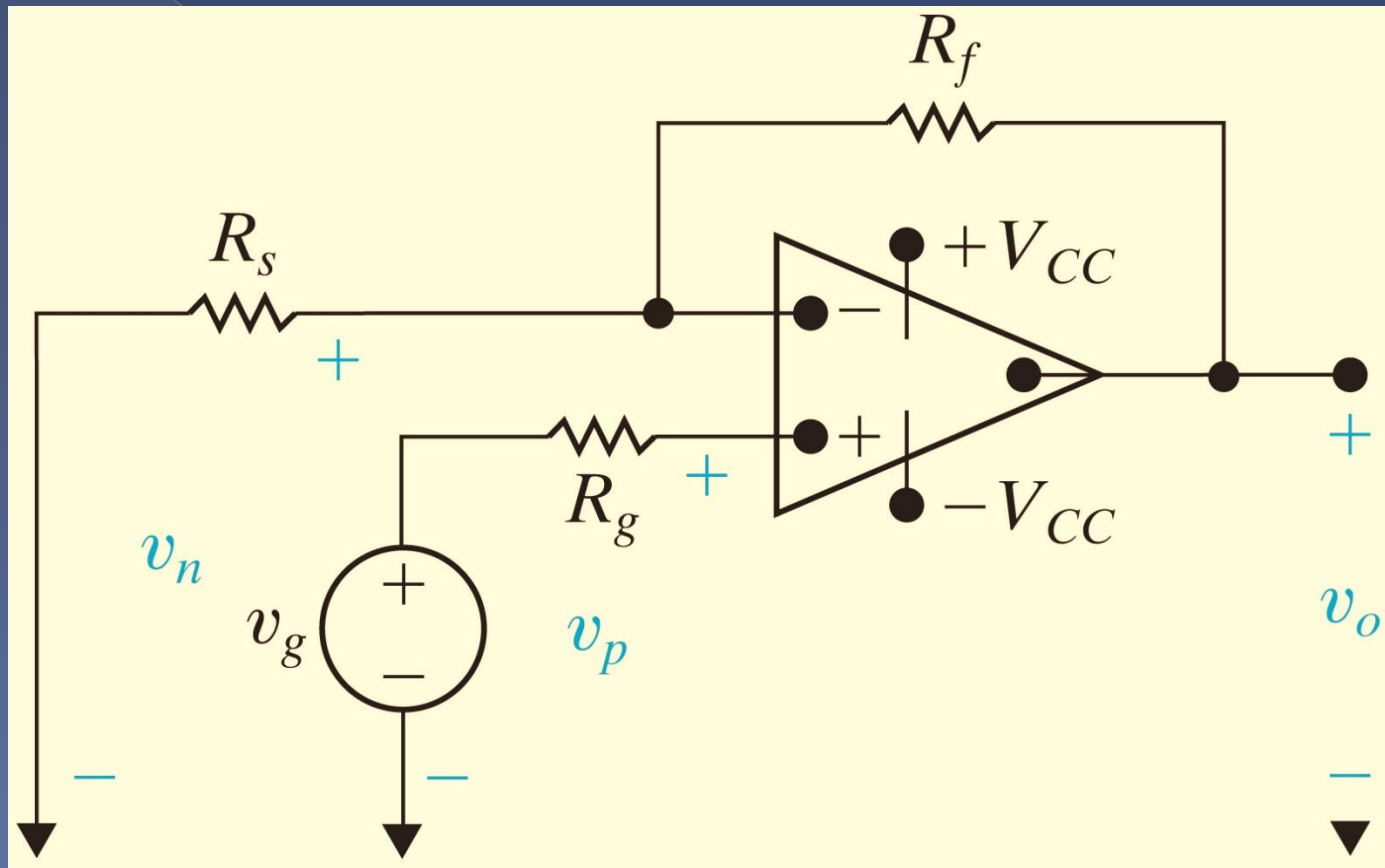 R_f
R_s
+V_CC
−
+
+
R_g
+
−V_CC
+
v_n
+
v_g
−
v_p
v_o
−
−
−